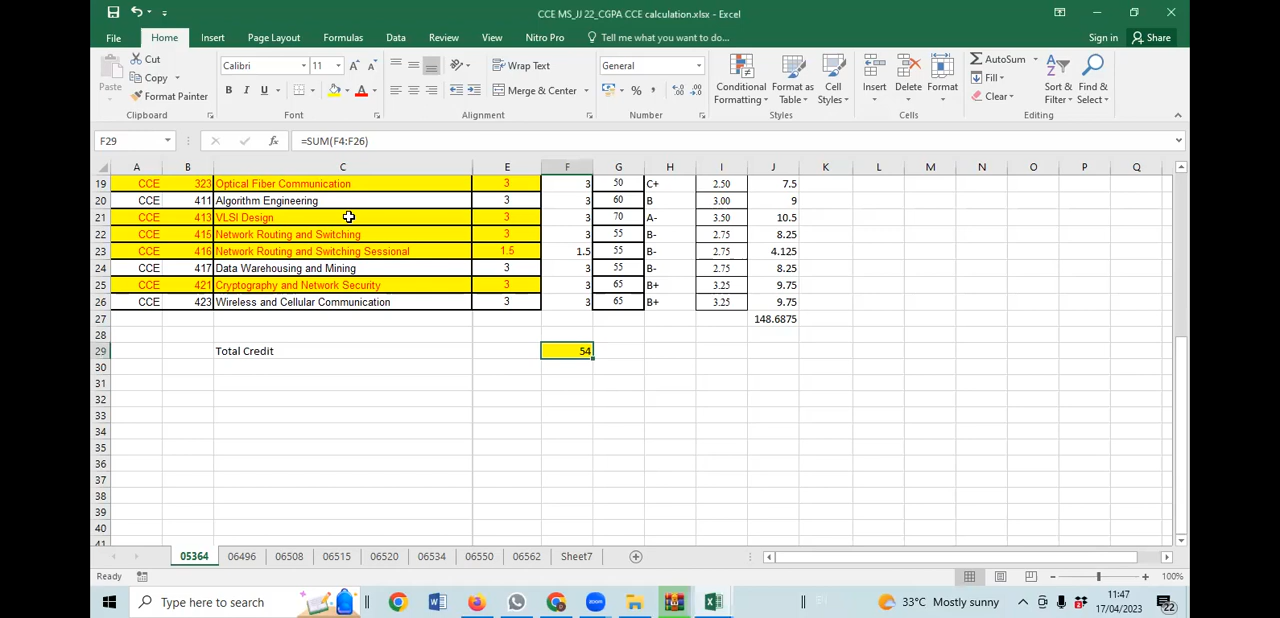 CCE MS_JJ 22_CGPA CCE calculation.xlsx - Excel
File Home Insert Page Layout Formulas Data Review View Nitro Pro Tell me what you want to do... Sign in Share
Cut
Copy
Format Painter
Paste
Clipboard
Calibri 11
B I U
Font
Wrap Text
Merge & Center
Alignment
General
% ,
Number
Conditional Formatting
Format as Table
Cell Styles
Styles
Insert Delete Format
Cells
AutoSum
Fill
Clear
Sort & Filter
Find & Select
Editing
F29 fx =SUM(F4:F26)
A B C E F G H I J K L M N O P Q
19 CCE 323 Optical Fiber Communication 3 3 50 C+ 2.50 7.5
20 CCE 411 Algorithm Engineering 3 3 60 B 3.00 9
21 CCE 413 VLSI Design 3 3 70 A- 3.50 10.5
22 CCE 415 Network Routing and Switching 3 3 55 B- 2.75 8.25
23 CCE 416 Network Routing and Switching Sessional 1.5 1.5 55 B- 2.75 4.125
24 CCE 417 Data Warehousing and Mining 3 3 55 B- 2.75 8.25
25 CCE 421 Cryptography and Network Security 3 3 65 B+ 3.25 9.75
26 CCE 423 Wireless and Cellular Communication 3 3 65 B+ 3.25 9.75
27 148.6875
28
29 Total Credit 54
30
31
32
33
34
35
36
37
38
39
40
41
05364 06496 06508 06515 06520 06534 06550 06562 Sheet7
Ready 100%
Type here to search
33°C Mostly sunny
11:47
17/04/2023
22